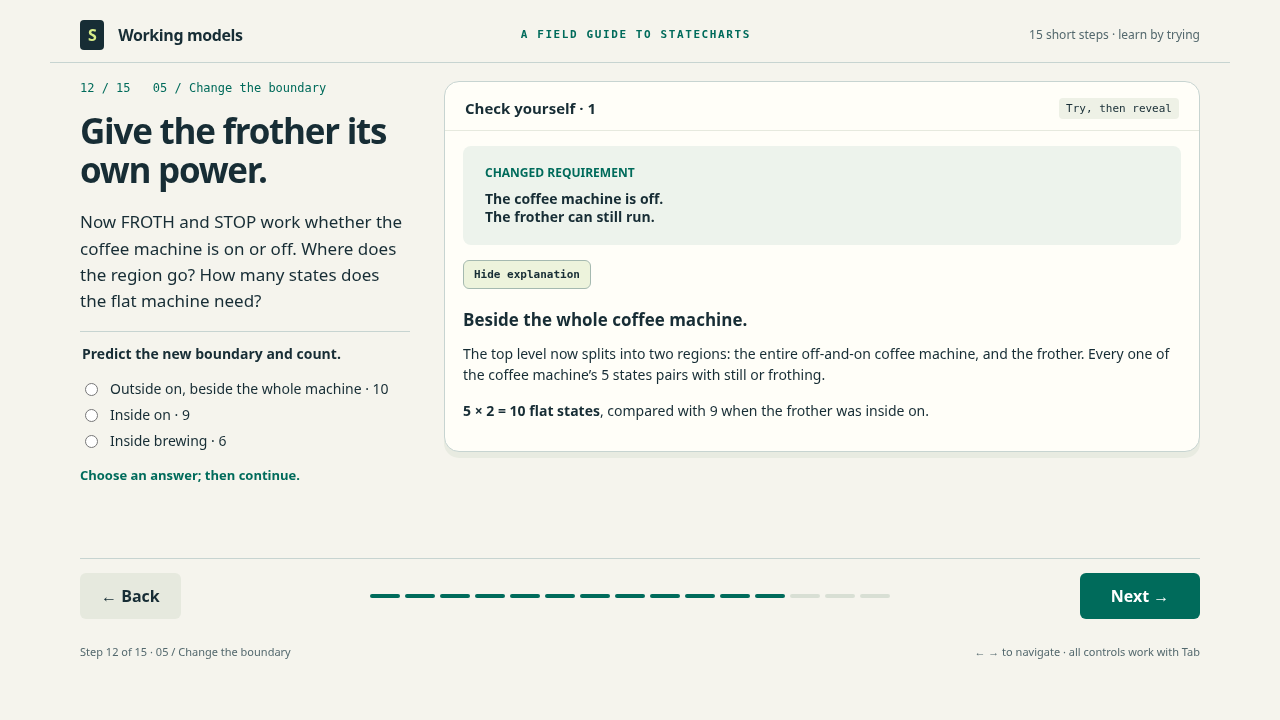 S Working models
A FIELD GUIDE TO STATECHARTS
15 short steps · learn by trying
12 / 15 05 / Change the boundary
Give the frother its
own power.
Now FROTH and STOP work whether the
coffee machine is on or off. Where does
the region go? How many states does
the flat machine need?
Predict the new boundary and count.
Outside on, beside the whole machine · 10
Inside on · 9
Inside brewing · 6
Choose an answer; then continue.
Check yourself · 1
Try, then reveal
CHANGED REQUIREMENT
The coffee machine is off.
The frother can still run.
Hide explanation
Beside the whole coffee machine.
The top level now splits into two regions: the entire off-and-on coffee machine, and the frother. Every one of
the coffee machine’s 5 states pairs with still or frothing.
5 × 2 = 10 flat states, compared with 9 when the frother was inside on.
← Back
Next →
Step 12 of 15 · 05 / Change the boundary
← → to navigate · all controls work with Tab